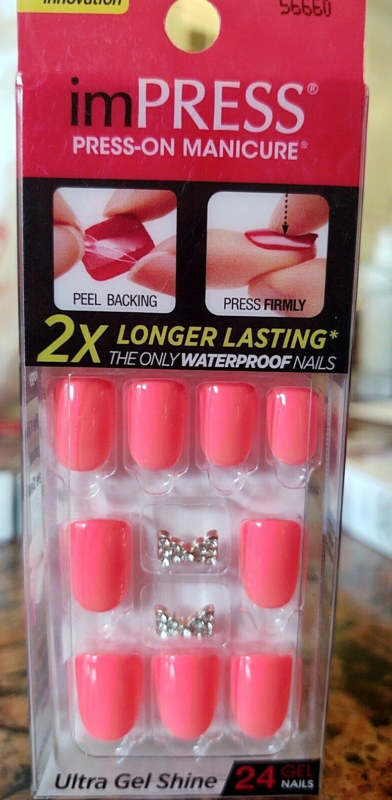 innovation
56660
imPRESS®
PRESS-ON MANICURE®
PEEL BACKING
PRESS FIRMLY
2X LONGER LASTING*
THE ONLY WATERPROOF NAILS
Ultra Gel Shine
24 GEL NAILS